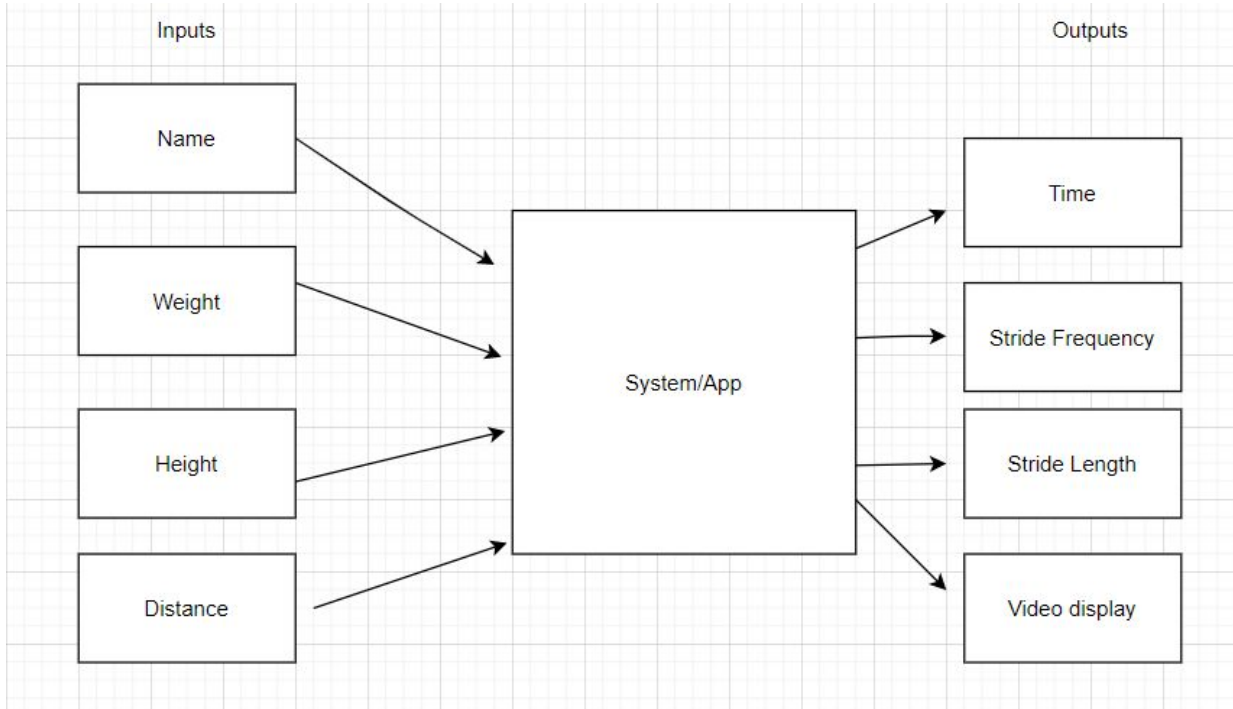 Inputs
Outputs
Name
Time
Weight
Stride Frequency
System/App
Height
Stride Length
Distance
Video display